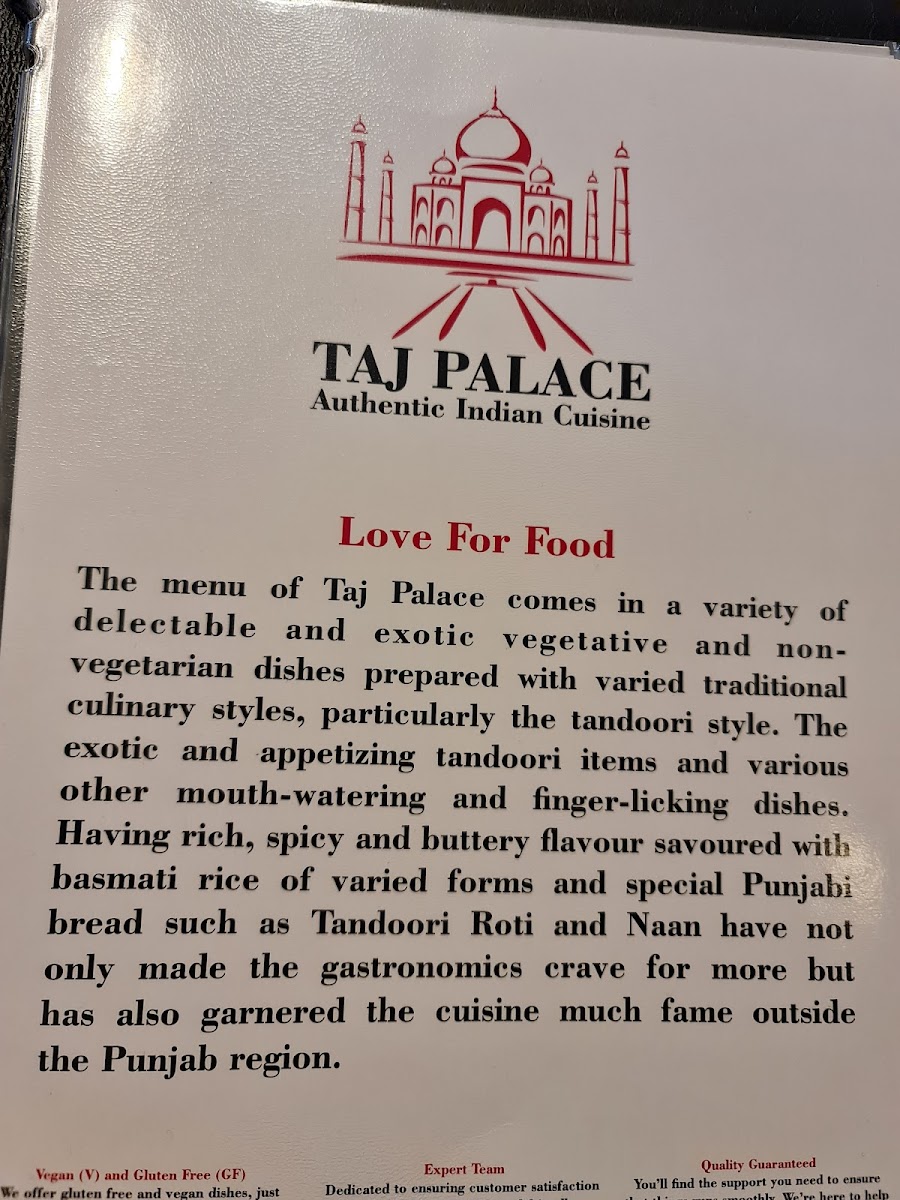 TAJ PALACE
Authentic Indian Cuisine
Love For Food
The menu of Taj Palace comes in a variety of
delectable and exotic vegetative and non-
vegetarian dishes prepared with varied traditional
culinary styles, particularly the tandoori style. The
exotic and appetizing tandoori items and various
other mouth-watering and finger-licking dishes.
Having rich, spicy and buttery flavour savoured with
basmati rice of varied forms and special Punjabi
bread such as Tandoori Roti and Naan have not
only made the gastronomics crave for more but
has also garnered the cuisine much fame outside
the Punjab region.
Vegan (V) and Gluten Free (GF)
We offer gluten free and vegan dishes, just
Expert Team
Dedicated to ensuring customer satisfaction
Quality Guaranteed
You'll find the support you need to ensure
smoothly. We're here to help